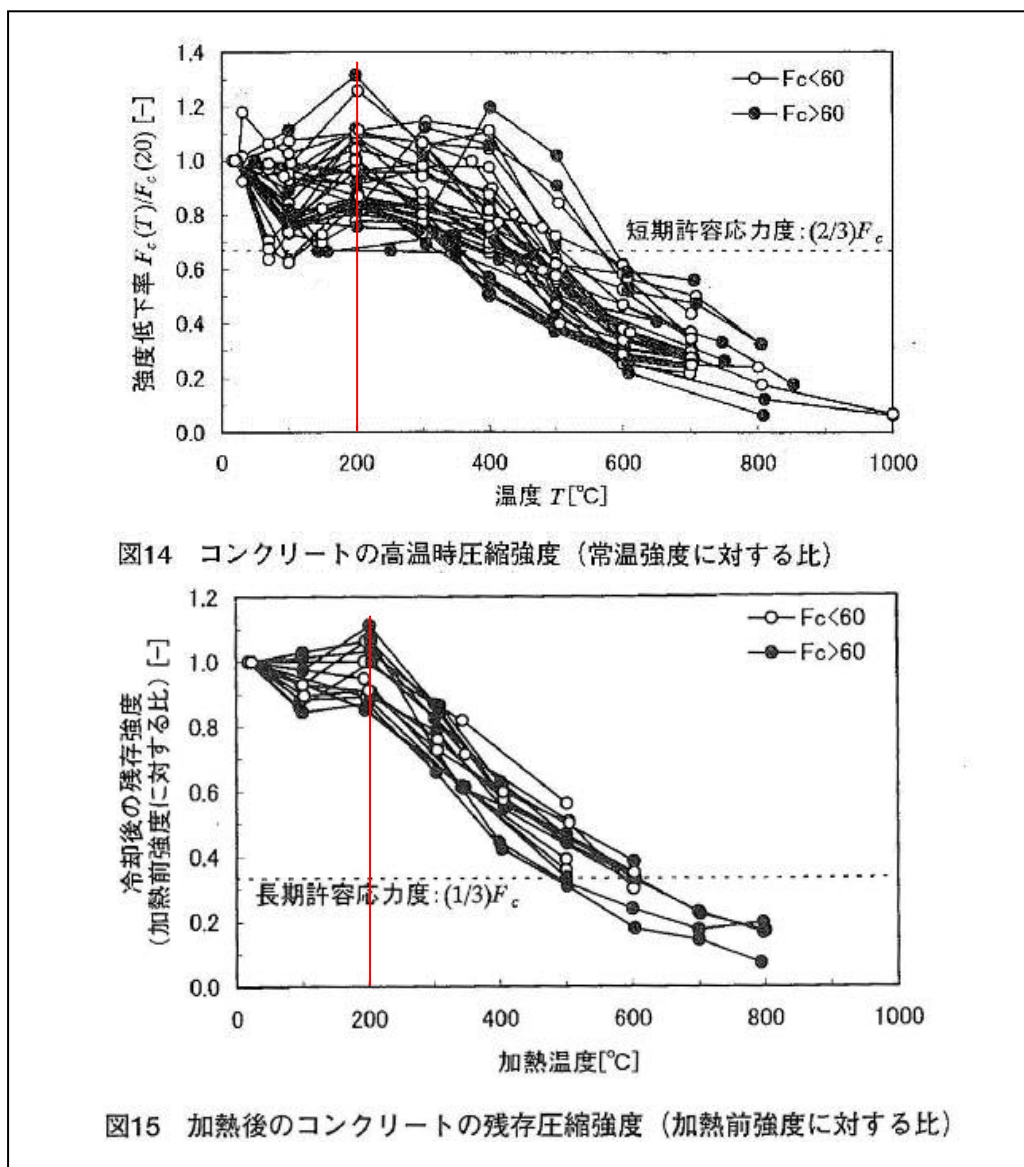 1.4
1.2
1.0
0.8
0.6
0.4
0.2
0.0
強度低下率 Fc(T)/Fc(20) [-]
Fc<60
Fc>60
短期許容応力度:(2/3)Fc
0 200 400 600 800 1000
温度 T[℃]
図14 コンクリートの高温時圧縮強度(常温強度に対する比)
1.2
1.0
0.8
0.6
0.4
0.2
0.0
冷却後の残存強度
(加熱前強度に対する比) [-]
Fc<60
Fc>60
長期許容応力度:(1/3)Fc
0 200 400 600 800 1000
加熱温度[℃]
図15 加熱後のコンクリートの残存圧縮強度(加熱前強度に対する比)